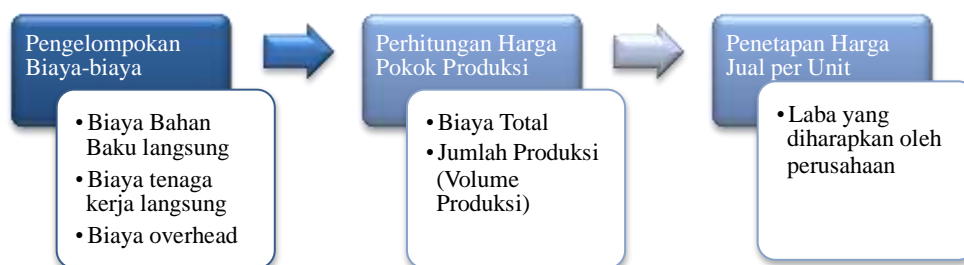 Pengelompokan
Biaya-biaya
• Biaya Bahan
Baku langsung
• Biaya tenaga
kerja langsung
• Biaya overhead
Perhitungan Harga
Pokok Produksi
• Biaya Total
• Jumlah Produksi
(Volume
Produksi)
Penetapan Harga
Jual per Unit
• Laba yang
diharapkan oleh
perusahaan